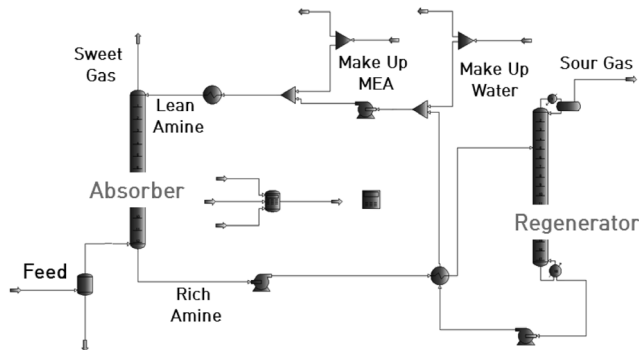 Sweet
Gas
Make Up
MEA
Make Up
Water
Sour Gas
Lean
Amine
Absorber
Regenerator
Feed
Rich
Amine